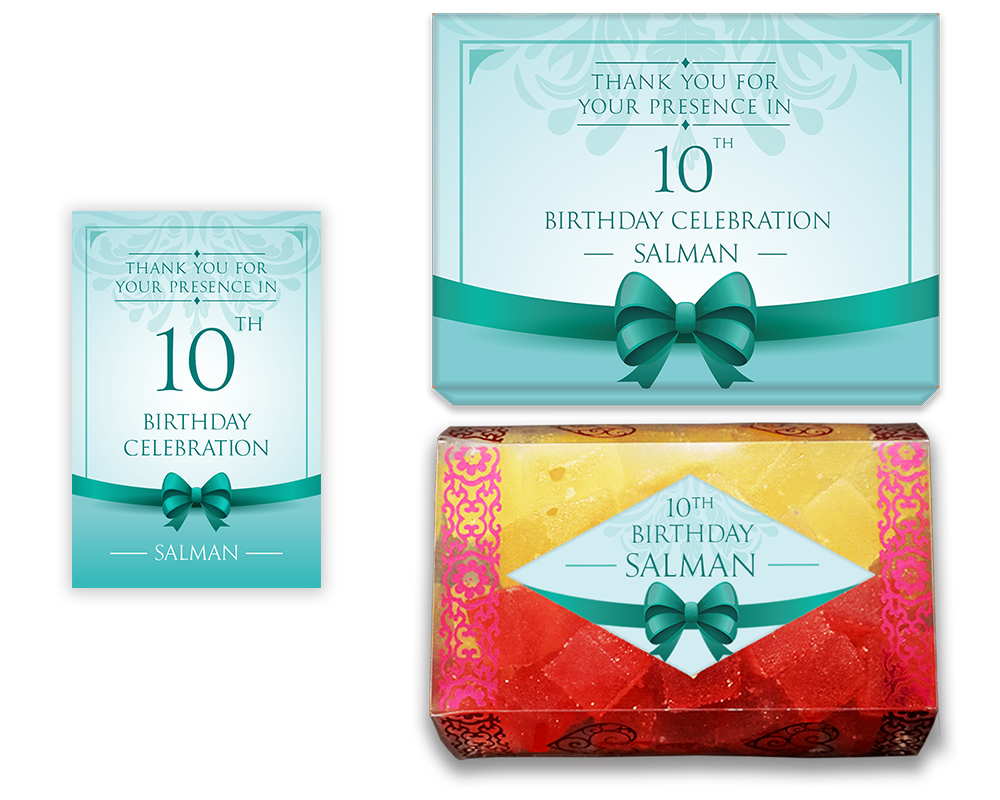 THANK YOU FOR
YOUR PRESENCE IN
10TH
BIRTHDAY
CELEBRATION
SALMAN
THANK YOU FOR
YOUR PRESENCE IN
10TH
BIRTHDAY CELEBRATION
SALMAN
10TH
BIRTHDAY
SALMAN